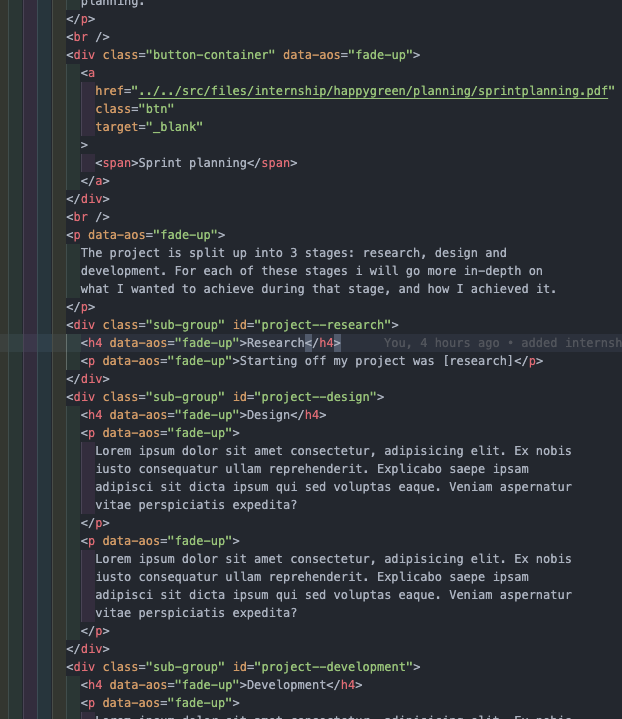 planning.
</p>
<br />
<div class="button-container" data-aos="fade-up">
<a
href="../../src/files/internship/happygreen/planning/sprintplanning.pdf"
class="btn"
target="_blank"
>
<span>Sprint planning</span>
</a>
</div>
<br />
<p data-aos="fade-up">
The project is split up into 3 stages: research, design and
development. For each of these stages i will go more in-depth on
what I wanted to achieve during that stage, and how I achieved it.
</p>
<div class="sub-group" id="project--research">
<h4 data-aos="fade-up">Research</h4> You, 4 hours ago • added internsh
<p data-aos="fade-up">Starting off my project was [research]</p>
</div>
<div class="sub-group" id="project--design">
<h4 data-aos="fade-up">Design</h4>
<p data-aos="fade-up">
Lorem ipsum dolor sit amet consectetur, adipisicing elit. Ex nobis
iusto consequatur ullam reprehenderit. Explicabo saepe ipsam
adipisci sit dicta ipsum qui sed voluptas eaque. Veniam aspernatur
vitae perspiciatis expedita?
</p>
<p data-aos="fade-up">
Lorem ipsum dolor sit amet consectetur, adipisicing elit. Ex nobis
iusto consequatur ullam reprehenderit. Explicabo saepe ipsam
adipisci sit dicta ipsum qui sed voluptas eaque. Veniam aspernatur
vitae perspiciatis expedita?
</p>
</div>
<div class="sub-group" id="project--development">
<h4 data-aos="fade-up">Development</h4>
<p data-aos="fade-up">